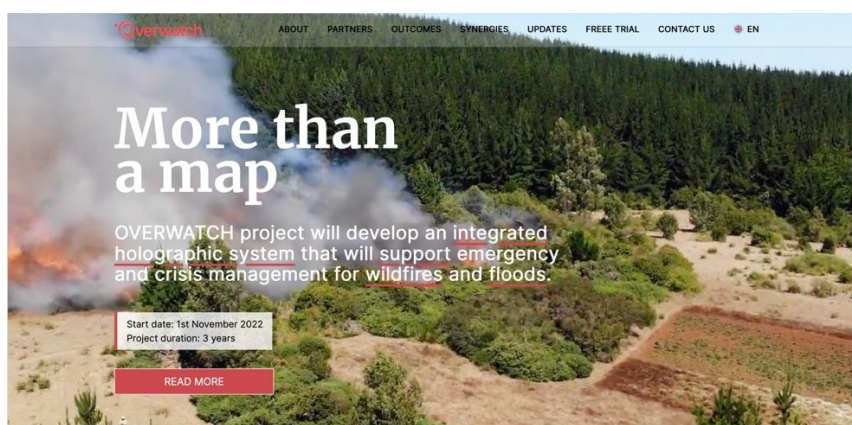 Overwatch
ABOUT PARTNERS OUTCOMES SYNERGIES UPDATES FREEE TRIAL CONTACT US EN
More than
a map
OVERWATCH project will develop an integrated
holographic system that will support emergency
and crisis management for wildfires and floods.
Start date: 1st November 2022
Project duration: 3 years
READ MORE